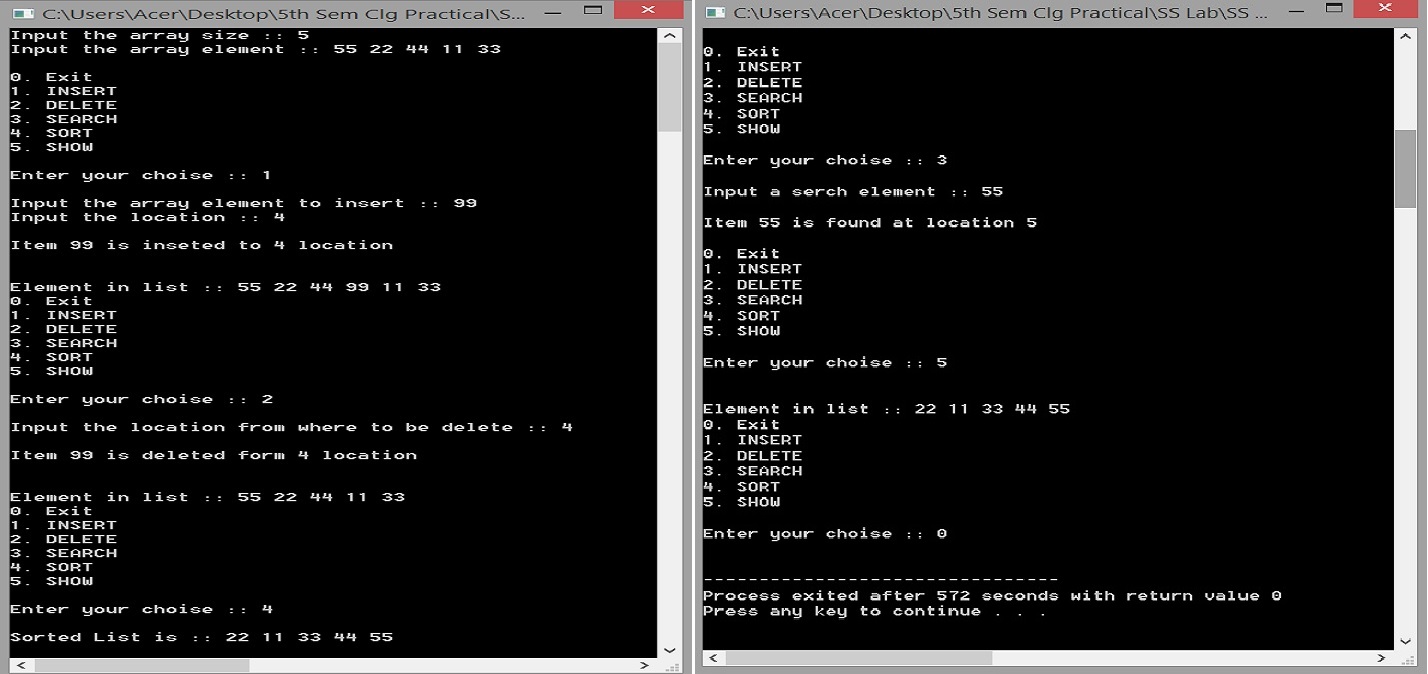 C:\Users\Acer\Desktop\5th Sem Clg Practical\S...
Input the array size :: 5
Input the array element :: 55 22 44 11 33
0. Exit
1. INSERT
2. DELETE
3. SEARCH
4. SORT
5. SHOW
Enter your choise :: 1
Input the array element to insert :: 99
Input the location :: 4
Item 99 is inseted to 4 location
Element in list :: 55 22 44 99 11 33
0. Exit
1. INSERT
2. DELETE
3. SEARCH
4. SORT
5. SHOW
Enter your choise :: 2
Input the location from where to be delete :: 4
Item 99 is deleted form 4 location
Element in list :: 55 22 44 11 33
0. Exit
1. INSERT
2. DELETE
3. SEARCH
4. SORT
5. SHOW
Enter your choise :: 4
Sorted List is :: 22 11 33 44 55
C:\Users\Acer\Desktop\5th Sem Clg Practical\SS Lab\SS ...
0. Exit
1. INSERT
2. DELETE
3. SEARCH
4. SORT
5. SHOW
Enter your choise :: 3
Input a serch element :: 55
Item 55 is found at location 5
0. Exit
1. INSERT
2. DELETE
3. SEARCH
4. SORT
5. SHOW
Enter your choise :: 5
Element in list :: 22 11 33 44 55
0. Exit
1. INSERT
2. DELETE
3. SEARCH
4. SORT
5. SHOW
Enter your choise :: 0
--------------------------------
Process exited after 572 seconds with return value 0
Press any key to continue . . .